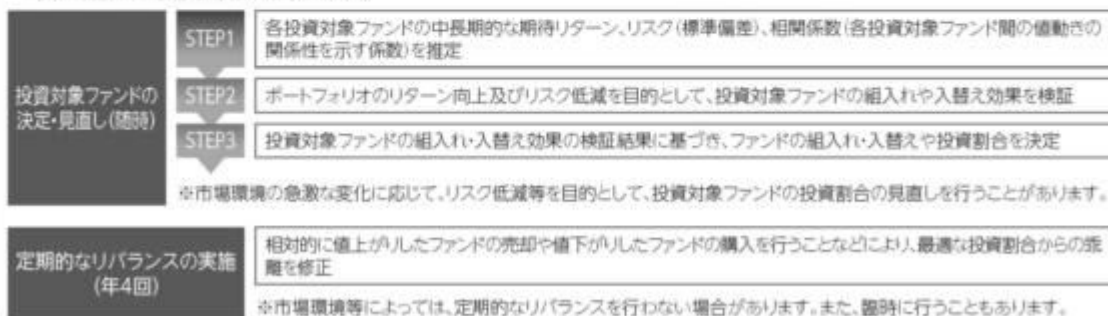 STEP1
各投資対象ファンドの中長期的な期待リターン、リスク(標準偏差)、相関係数(各投資対象ファンド間の値動きの
関係性を示す係数)を推定
投資対象ファンドの
決定・見直し(随時)
STEP2
ポートフォリオのリターン向上及びリスク低減を目的として、投資対象ファンドの組入れや入替え効果を検証
STEP3
投資対象ファンドの組入れ・入替え効果の検証結果に基づき、ファンドの組入れ・入替えや投資割合を決定
※市場環境の急激な変化に応じて、リスク低減等を目的として、投資対象ファンドの投資割合の見直しを行うことがあります。
定期的なリバランスの実施
(年4回)
相対的に値上がりしたファンドの売却や値下がりしたファンドの購入を行うことなどにより、最適な投資割合からの乖
離を修正
※市場環境等によっては、定期的なリバランスを行わない場合があります。また、臨時に行うこともあります。